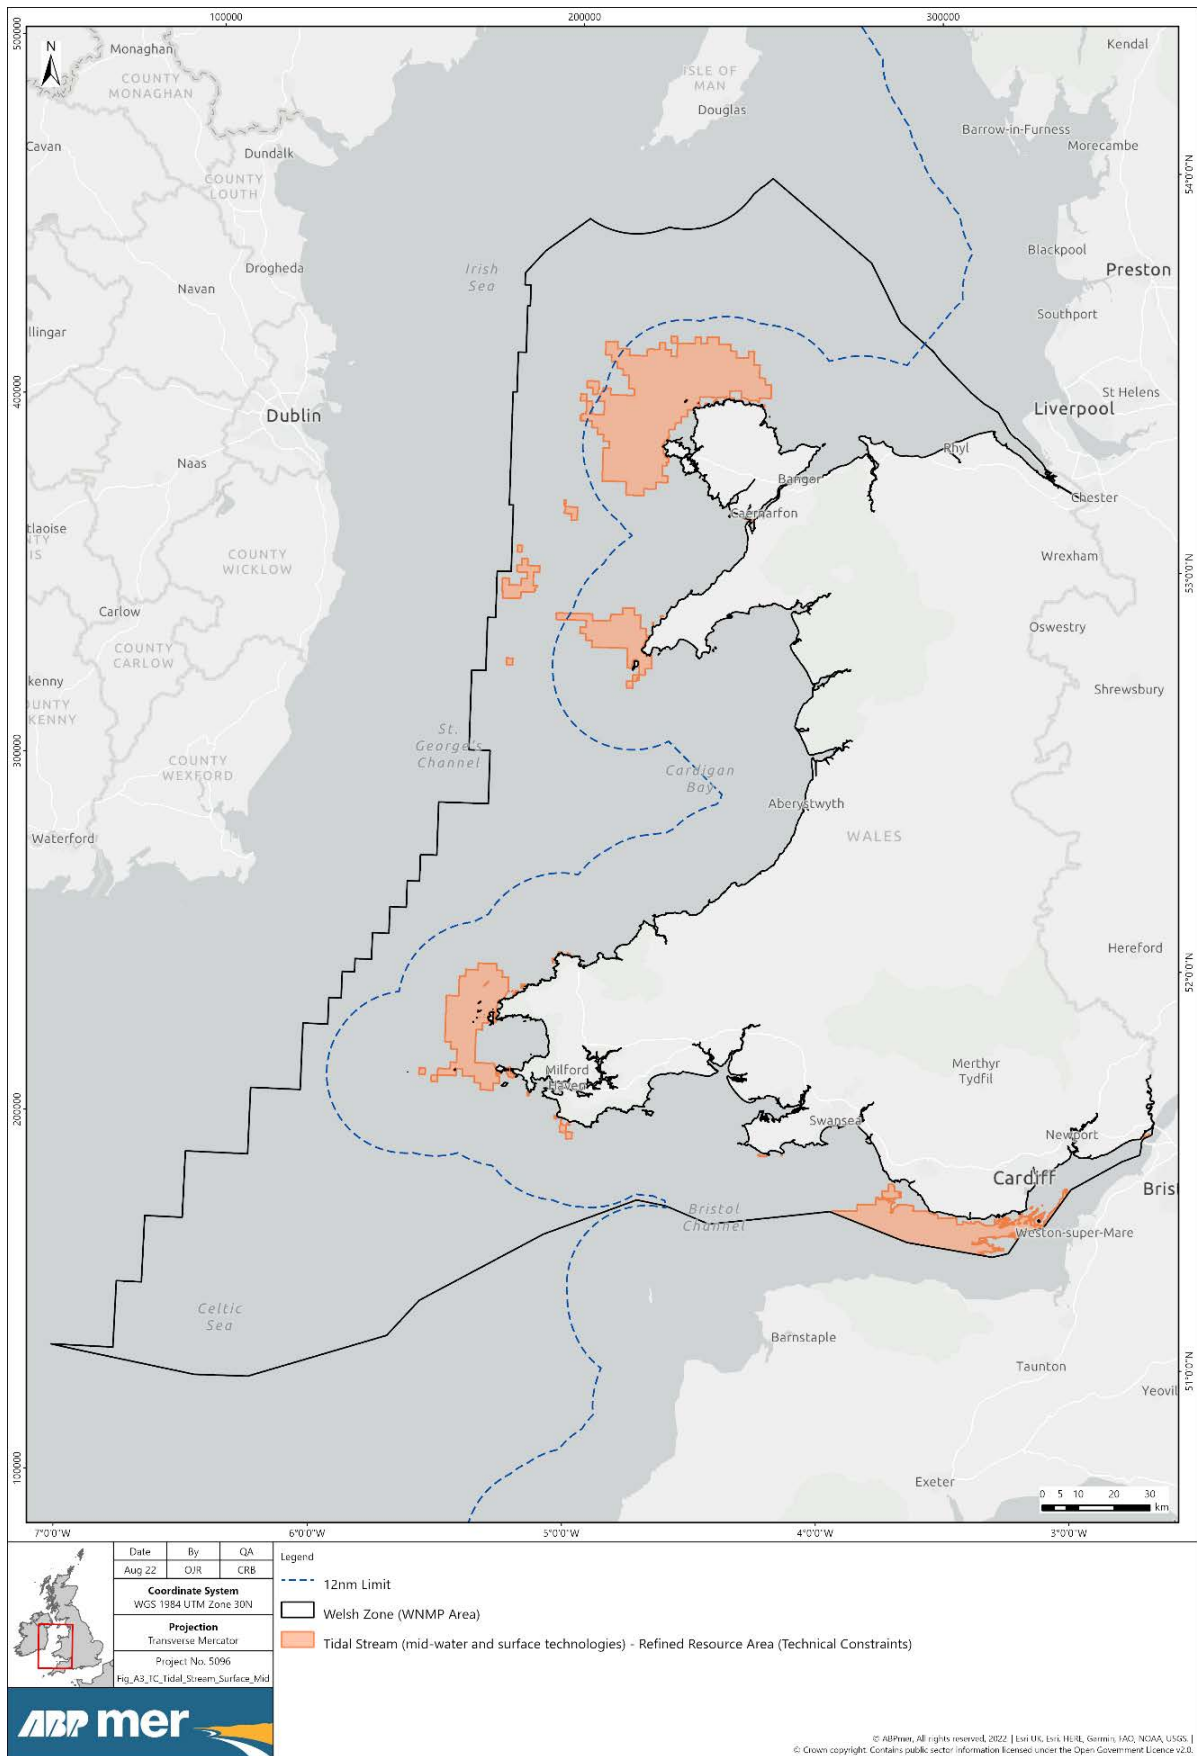 100000
200000
300000
500000
N
Monaghan
COUNTY
MONAGHAN
ISLE OF
MAN
Douglas
Kendal
Barrow-in-Furness
Morecambe
Cavan
Dundalk
COUNTY
LOUTH
54°0'0"N
Blackpool
Preston
Irish
Sea
Drogheda
Navan
Southport
llingar
400000
St Helens
Liverpool
Dublin
Rhyl
Naas
Bangor
Chester
Caernarfon
tlaoise
NTY
IS
COUNTY
WICKLOW
Wrexham
53°0'0"N
Carlow
Oswestry
COUNTY
CARLOW
kenny
OUNTY
KENNY
Shrewsbury
300000
St.
George's
Channel
COUNTY
WEXFORD
Cardigan
Bay
Aberystwyth
Waterford
WALES
Hereford
52°0'0"N
Milford
Haven
Merthyr
Tydfil
200000
Swansea
Newport
Cardiff
Brist
Bristol
Channel
Weston-super-Mare
Celtic
Sea
Barnstaple
Taunton
51°0'0"N
Yeovil
100000
Exeter
0 5 10 20 30
km
7°0'0"W
6°0'0"W
5°0'0"W
4°0'0"W
3°0'0"W
Date By QA
Aug 22 OJR CRB
Coordinate System
WGS 1984 UTM Zone 30N
Projection
Transverse Mercator
Project No. 5096
Fig_A3_TC_Tidal_Stream_Surface_Mid
Legend
12nm Limit
Welsh Zone (WNMP Area)
Tidal Stream (mid-water and surface technologies) - Refined Resource Area (Technical Constraints)
ABP mer
© ABPmer, All rights reserved, 2022 | Esri UK, Esri, HERE, Garmin, FAO, NOAA, USGS. |
© Crown copyright. Contains public sector information licensed under the Open Government Licence v2.0.